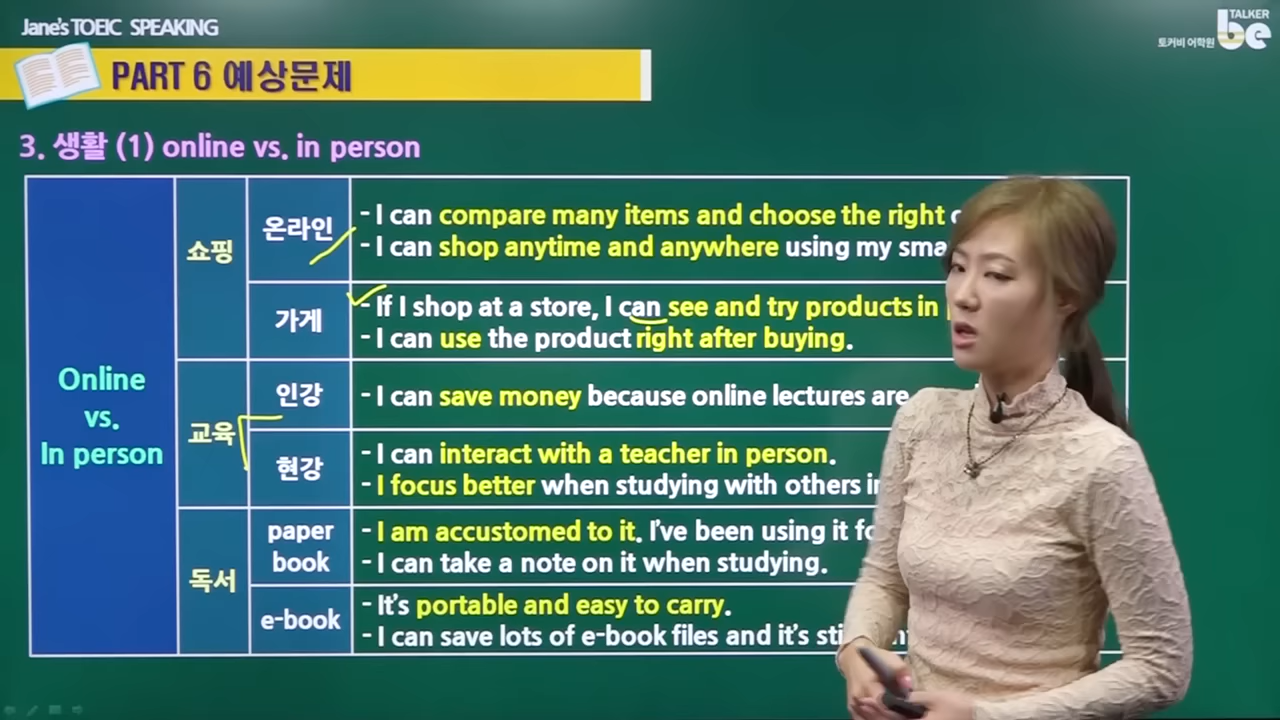 Jane's TOEIC SPEAKING
TALKER
be
토커비 어학원
PART 6 예상문제
3. 생활 (1) online vs. in person
Online
vs.
In person
쇼핑
온라인
- I can compare many items and choose the right
- I can shop anytime and anywhere using my
가게
- If I shop at a store, I can see and try products in
- I can use the product right after buying.
교육
인강
- I can save money because online lectures are
현강
- I can interact with a teacher in person.
- I focus better when studying with others
독서
paper
book
- I am accustomed to it. I've been using it
- I can take a note on it when studying.
e-book
- It's portable and easy to carry.
- I can save lots of e-book files and it's